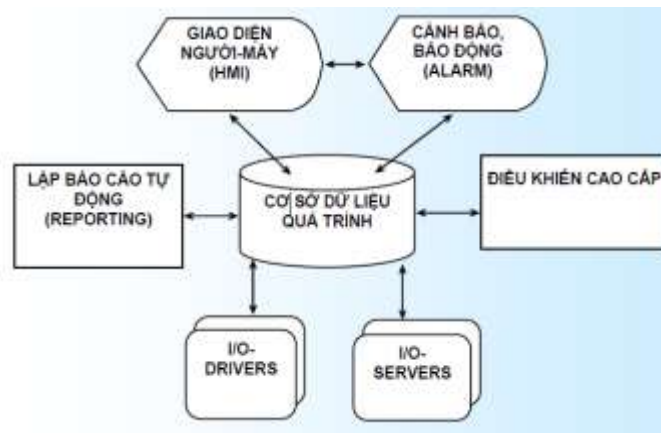 GIAO DIỆN
NGƯỜI-MÁY
(HMI)
CẢNH BÁO,
BÁO ĐỘNG
(ALARM)
LẬP BÁO CÁO TỰ
ĐỘNG
(REPORTING)
CƠ SỞ DỮ LIỆU
QUÁ TRÌNH
ĐIỀU KHIỂN CAO CẤP
I/O-
DRIVERS
I/O-
SERVERS